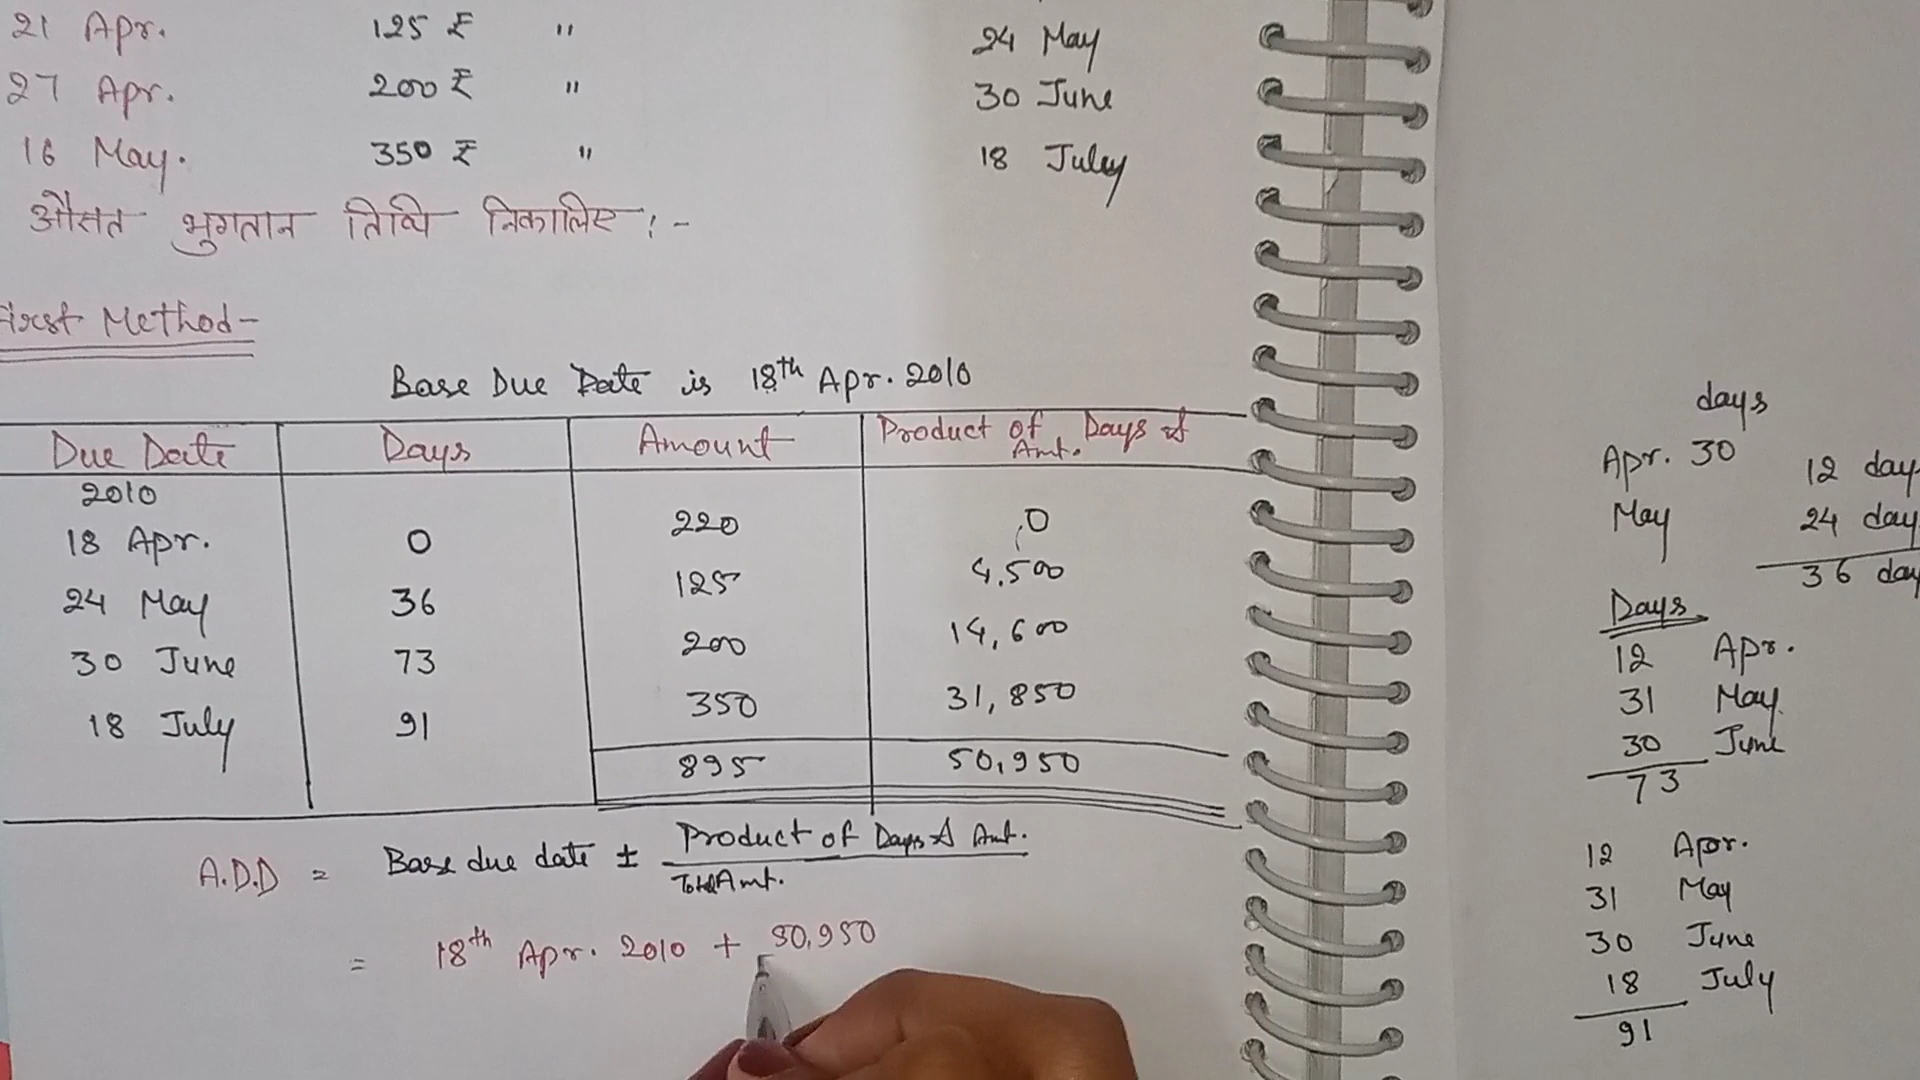 21 Apr. 125 ₹ " 24 May
27 Apr. 200 ₹ " 30 June
16 May. 350 ₹ " 18 July
औसत भुगतान तिथि निकालिए :-
First Method-
Base Due Date is 18th Apr. 2010
Due Date Days Amount Product of Days & Amt.
2010
18 Apr. 0 220 0
24 May 36 125 4,500
30 June 73 200 14,600
18 July 91 350 31,850
895 50,950
A.D.D = Base due date ± Product of Days & Amt.
Total Amt.
= 18th Apr. 2010 + 50,950
days
Apr. 30 12 day
May 24 day
36 day
Days
12 Apr.
31 May
30 June
73
12 Apr.
31 May
30 June
18 July
91